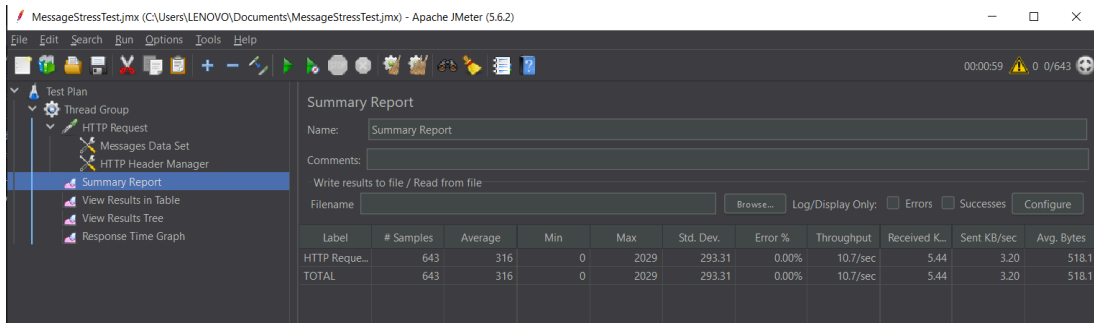 MessageStressTest.jmx (C:\Users\LENOVO\Documents\MessageStressTest.jmx) - Apache JMeter (5.6.2)
File Edit Search Run Options Tools Help
00:00:59 0 0/643
Test Plan
Thread Group
HTTP Request
Messages Data Set
HTTP Header Manager
Summary Report
View Results in Table
View Results Tree
Response Time Graph
Summary Report
Name: Summary Report
Comments:
Write results to file / Read from file
Filename Browse... Log/Display Only: Errors Successes Configure
Label # Samples Average Min Max Std. Dev. Error % Throughput Received K... Sent KB/sec Avg. Bytes
HTTP Reque... 643 316 0 2029 293.31 0.00% 10.7/sec 5.44 3.20 518.1
TOTAL 643 316 0 2029 293.31 0.00% 10.7/sec 5.44 3.20 518.1